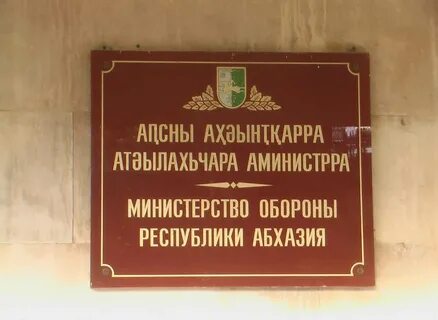 АԤСНЫ АҲӘЫНҬҚАРРА
АТӘЫЛАХЬЧАРА АМИНИСТРРА
МИНИСТЕРСТВО ОБОРОНЫ
РЕСПУБЛИКИ АБХАЗИЯ